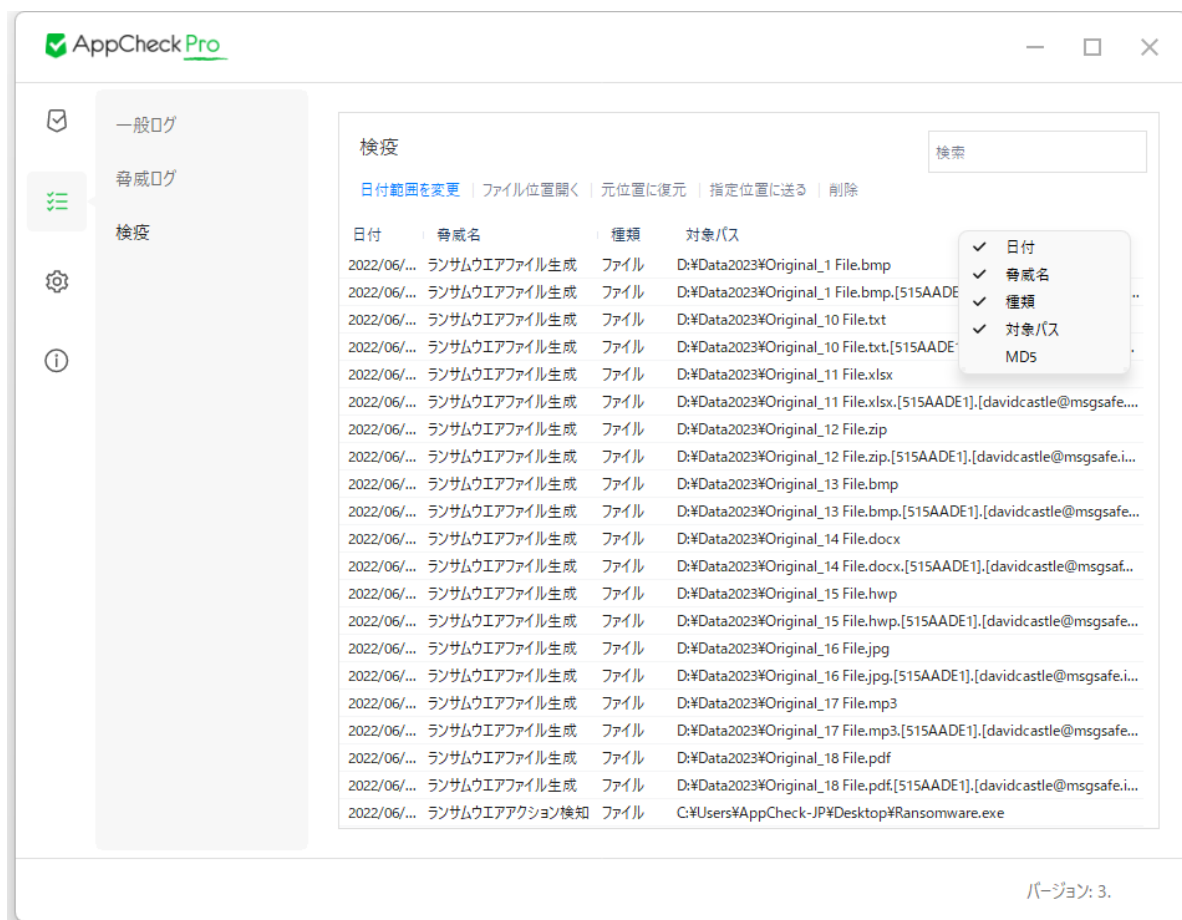 AppCheck Pro
一般ログ
脅威ログ
検疫
検疫
検索
日付範囲を変更 | ファイル位置開く | 元位置に復元 | 指定位置に送る | 削除
日付 脅威名 種類 対象パス
日付
脅威名
種類
対象パス
MD5
2022/06/... ランサムウエアファイル生成 ファイル D:¥Data2023¥Original_1 File.bmp
2022/06/... ランサムウエアファイル生成 ファイル D:¥Data2023¥Original_1 File.bmp.[515AADE ..
2022/06/... ランサムウエアファイル生成 ファイル D:¥Data2023¥Original_10 File.txt
2022/06/... ランサムウエアファイル生成 ファイル D:¥Data2023¥Original_10 File.txt.[515AADE .
2022/06/... ランサムウエアファイル生成 ファイル D:¥Data2023¥Original_11 File.xlsx
2022/06/... ランサムウエアファイル生成 ファイル D:¥Data2023¥Original_11 File.xlsx.[515AADE1].[davidcastle@msgsafe....
2022/06/... ランサムウエアファイル生成 ファイル D:¥Data2023¥Original_12 File.zip
2022/06/... ランサムウエアファイル生成 ファイル D:¥Data2023¥Original_12 File.zip.[515AADE1].[davidcastle@msgsafe.i...
2022/06/... ランサムウエアファイル生成 ファイル D:¥Data2023¥Original_13 File.bmp
2022/06/... ランサムウエアファイル生成 ファイル D:¥Data2023¥Original_13 File.bmp.[515AADE1].[davidcastle@msgsafe...
2022/06/... ランサムウエアファイル生成 ファイル D:¥Data2023¥Original_14 File.docx
2022/06/... ランサムウエアファイル生成 ファイル D:¥Data2023¥Original_14 File.docx.[515AADE1].[davidcastle@msgsaf...
2022/06/... ランサムウエアファイル生成 ファイル D:¥Data2023¥Original_15 File.hwp
2022/06/... ランサムウエアファイル生成 ファイル D:¥Data2023¥Original_15 File.hwp.[515AADE1].[davidcastle@msgsafe...
2022/06/... ランサムウエアファイル生成 ファイル D:¥Data2023¥Original_16 File.jpg
2022/06/... ランサムウエアファイル生成 ファイル D:¥Data2023¥Original_16 File.jpg.[515AADE1].[davidcastle@msgsafe.i...
2022/06/... ランサムウエアファイル生成 ファイル D:¥Data2023¥Original_17 File.mp3
2022/06/... ランサムウエアファイル生成 ファイル D:¥Data2023¥Original_17 File.mp3.[515AADE1].[davidcastle@msgsafe...
2022/06/... ランサムウエアファイル生成 ファイル D:¥Data2023¥Original_18 File.pdf
2022/06/... ランサムウエアファイル生成 ファイル D:¥Data2023¥Original_18 File.pdf.[515AADE1].[davidcastle@msgsafe.i...
2022/06/... ランサムウエアアクション検知 ファイル C:¥Users¥AppCheck-JP¥Desktop¥Ransomware.exe
バージョン: 3.